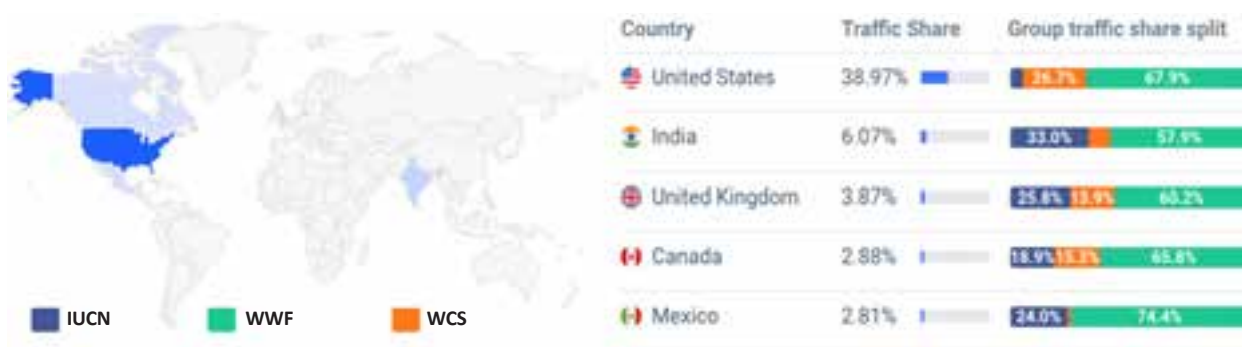 Country Traffic Share Group traffic share split
United States 38.97% 26.7% 67.9%
India 6.07% 33.0% 57.9%
United Kingdom 3.87% 25.8% 13.9% 60.2%
Canada 2.88% 18.9% 15.3% 65.8%
Mexico 2.81% 24.0% 74.4%
IUCN WWF WCS